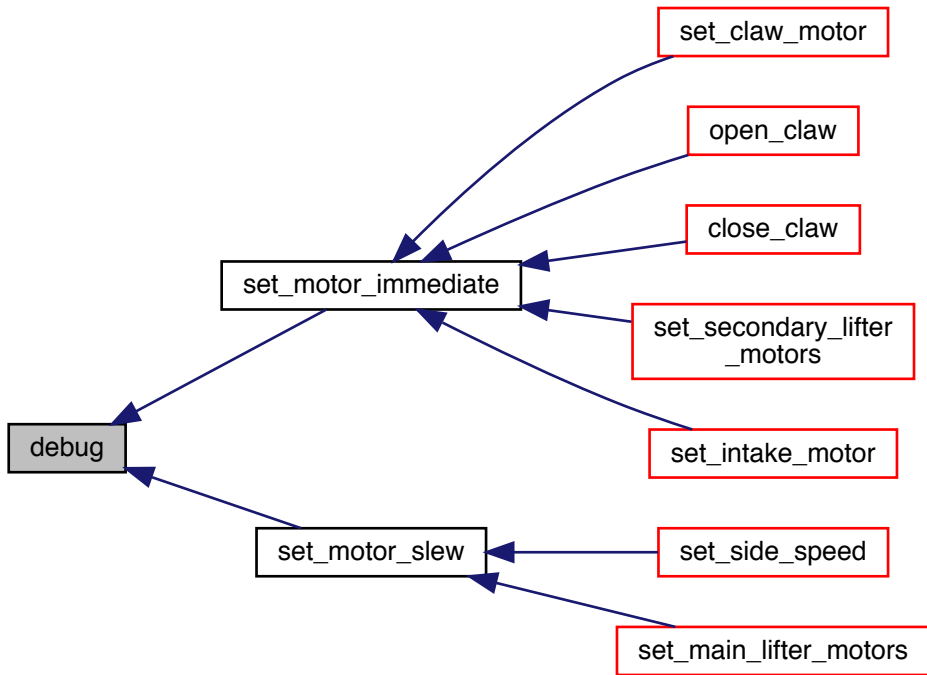 set_claw_motor
open_claw
close_claw
set_motor_immediate
set_secondary_lifter
_motors
debug
set_intake_motor
set_motor_slew
set_side_speed
set_main_lifter_motors